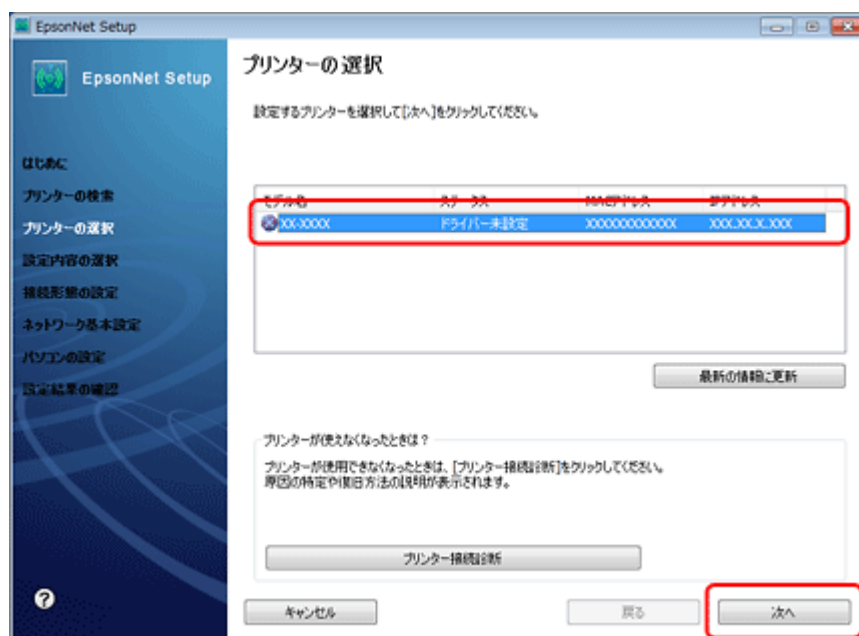 EpsonNet Setup
EpsonNet Setup
はじめに
プリンターの検索
プリンターの選択
設定内容の選択
接続形態の設定
ネットワーク基本設定
パソコンの設定
設定結果の確認
プリンターの選択
設定するプリンターを選択して[次へ]をクリックしてください。
モデル名 ステータス MACアドレス IPアドレス
XX-XXXX ドライバー未設定 XXXXXXXXXXXX XXX.XX.X.XXX
最新の情報に更新
プリンターが使えなくなったときは?
プリンターが使用できなくなったときは、[プリンター接続診断]をクリックしてください。
原因の特定や復旧方法の説明が表示されます。
プリンター接続診断
?
キャンセル
戻る
次へ